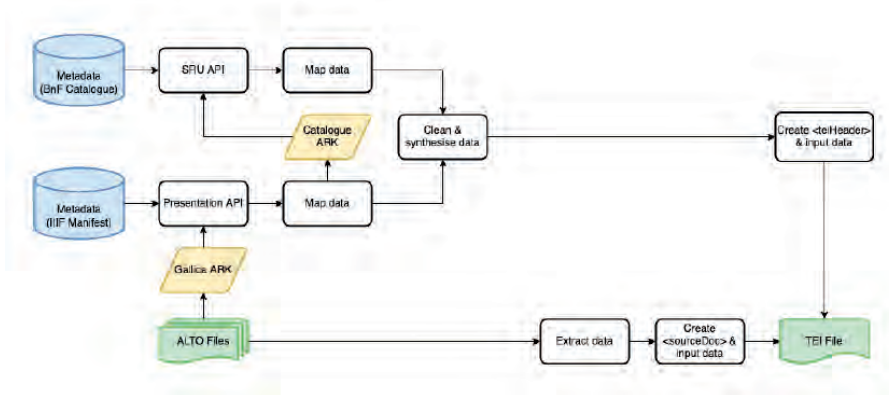 Metadata
(BnF Catalogue)
SRU API
Map data
Catalogue
ARK
Clean &
synthesise data
Create <teiHeader>
& input data
Metadata
(IIIF Manifest)
Presentation API
Map data
Gallica ARK
ALTO Files
Extract data
Create
<sourceDoc> &
input data
TEI File